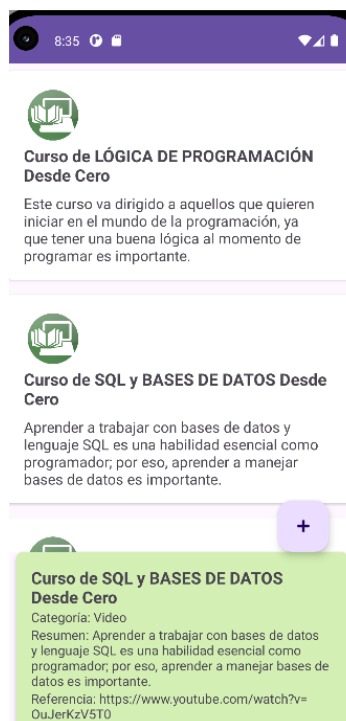 8:35
Curso de LÓGICA DE PROGRAMACIÓN
Desde Cero
Este curso va dirigido a aquellos que quieren
iniciar en el mundo de la programación, ya
que tener una buena lógica al momento de
programar es importante.
Curso de SQL y BASES DE DATOS Desde
Cero
Aprender a trabajar con bases de datos y
lenguaje SQL es una habilidad esencial como
programador; por eso, aprender a manejar
bases de datos es importante.
+
Curso de SQL y BASES DE DATOS
Desde Cero
Categoría: Video
Resumen: Aprender a trabajar con bases de datos
y lenguaje SQL es una habilidad esencial como
programador; por eso, aprender a manejar bases de
datos es importante.
Referencia: https://www.youtube.com/watch?v=
OuJerKzV5T0